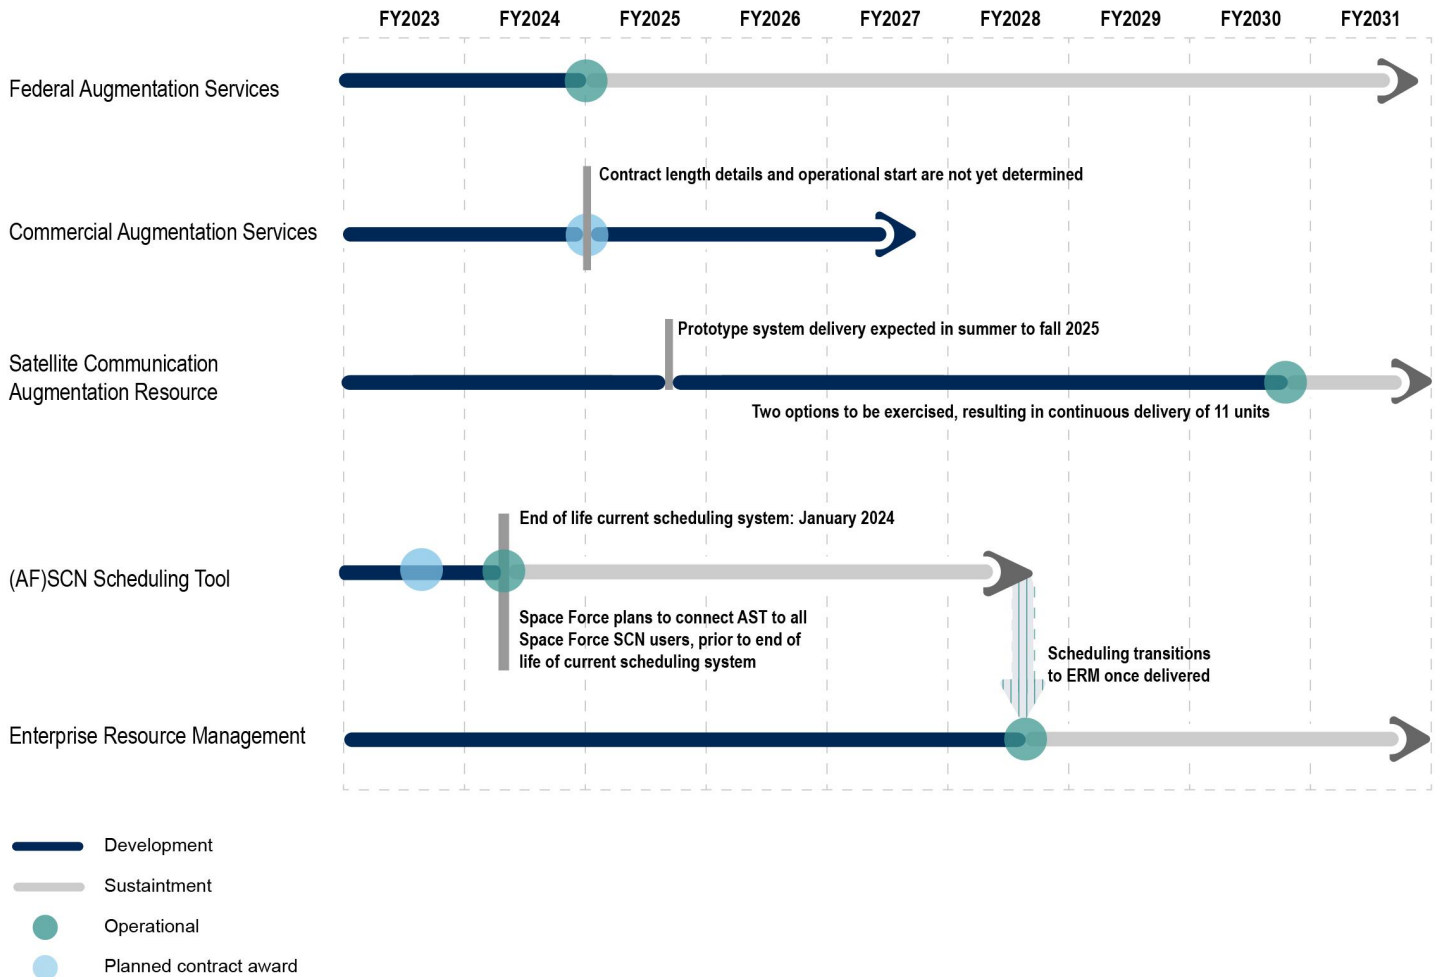 FY2023 FY2024 FY2025 FY2026 FY2027 FY2028 FY2029 FY2030 FY2031
Federal Augmentation Services
Contract length details and operational start are not yet determined
Commercial Augmentation Services
Prototype system delivery expected in summer to fall 2025
Satellite Communication
Augmentation Resource
Two options to be exercised, resulting in continuous delivery of 11 units
End of life current scheduling system: January 2024
(AF)SCN Scheduling Tool
Space Force plans to connect AST to all
Space Force SCN users, prior to end of
life of current scheduling system
Scheduling transitions
to ERM once delivered
Enterprise Resource Management
Development
Sustaintment
Operational
Planned contract award